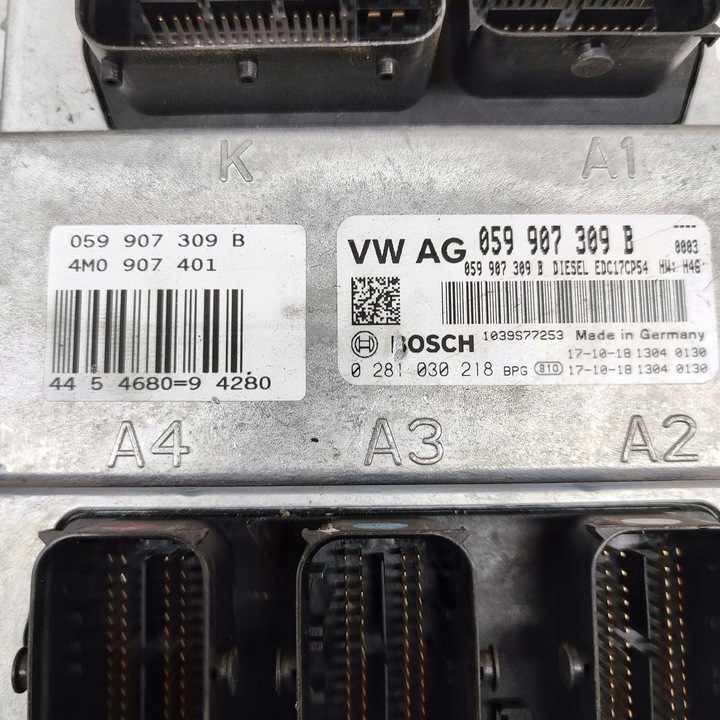 K A1
059 907 309 B
4M0 907 401
44 5 4680=9 4280
VW AG 059 907 309 B ----
0003
059 907 309 B DIESEL EDC17CP54 HW: H46
BOSCH 1039S77253 Made in Germany
17-10-18 1304 0130
0 281 030 218 BPG 810 17-10-18 1304 0130
A4 A3 A2